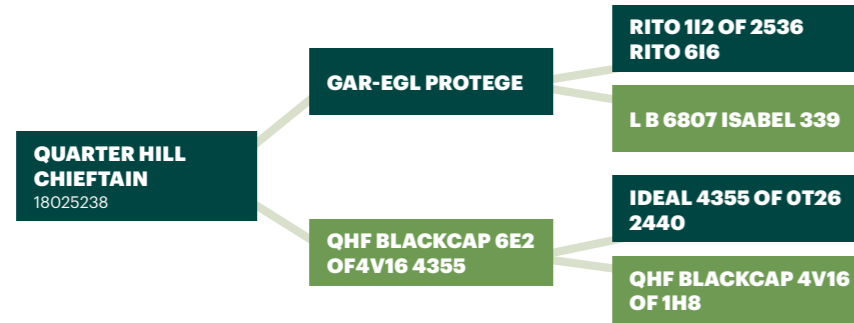 QUARTER HILL
CHIEFTAIN
18025238
GAR-EGL PROTEGE
QHF BLACKCAP 6E2
OF4V16 4355
RITO 1I2 OF 2536
RITO 6I6
L B 6807 ISABEL 339
IDEAL 4355 OF 0T26
2440
QHF BLACKCAP 4V16
OF 1H8